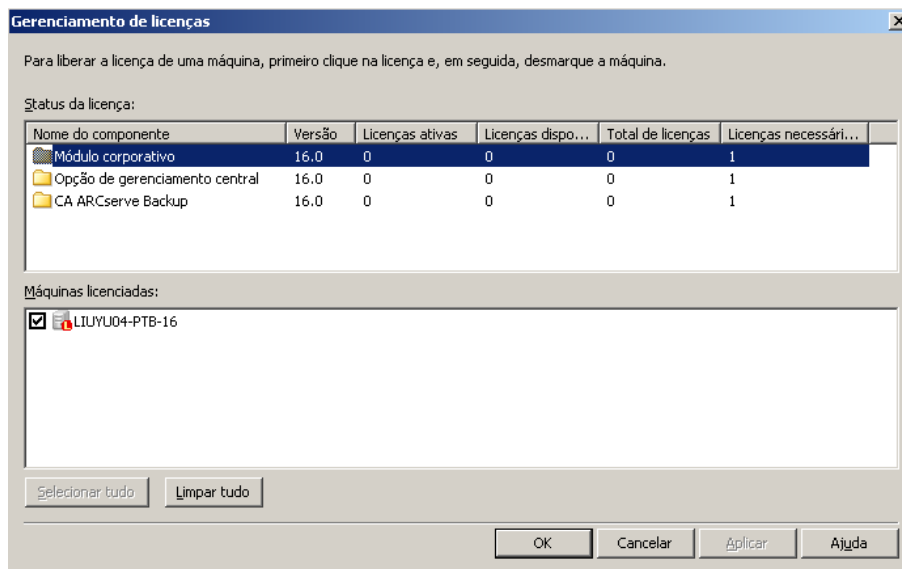 Gerenciamento de licenças
Para liberar a licença de uma máquina, primeiro clique na licença e, em seguida, desmarque a máquina.
Status da licença:
Nome do componente Versão Licenças ativas Licenças dispo... Total de licenças Licenças necessári...
Módulo corporativo 16.0 0 0 0 1
Opção de gerenciamento central 16.0 0 0 0 1
CA ARCserve Backup 16.0 0 0 0 1
Máquinas licenciadas:
LIUYU04-PTB-16
Selecionar tudo Limpar tudo
OK Cancelar Aplicar Ajuda